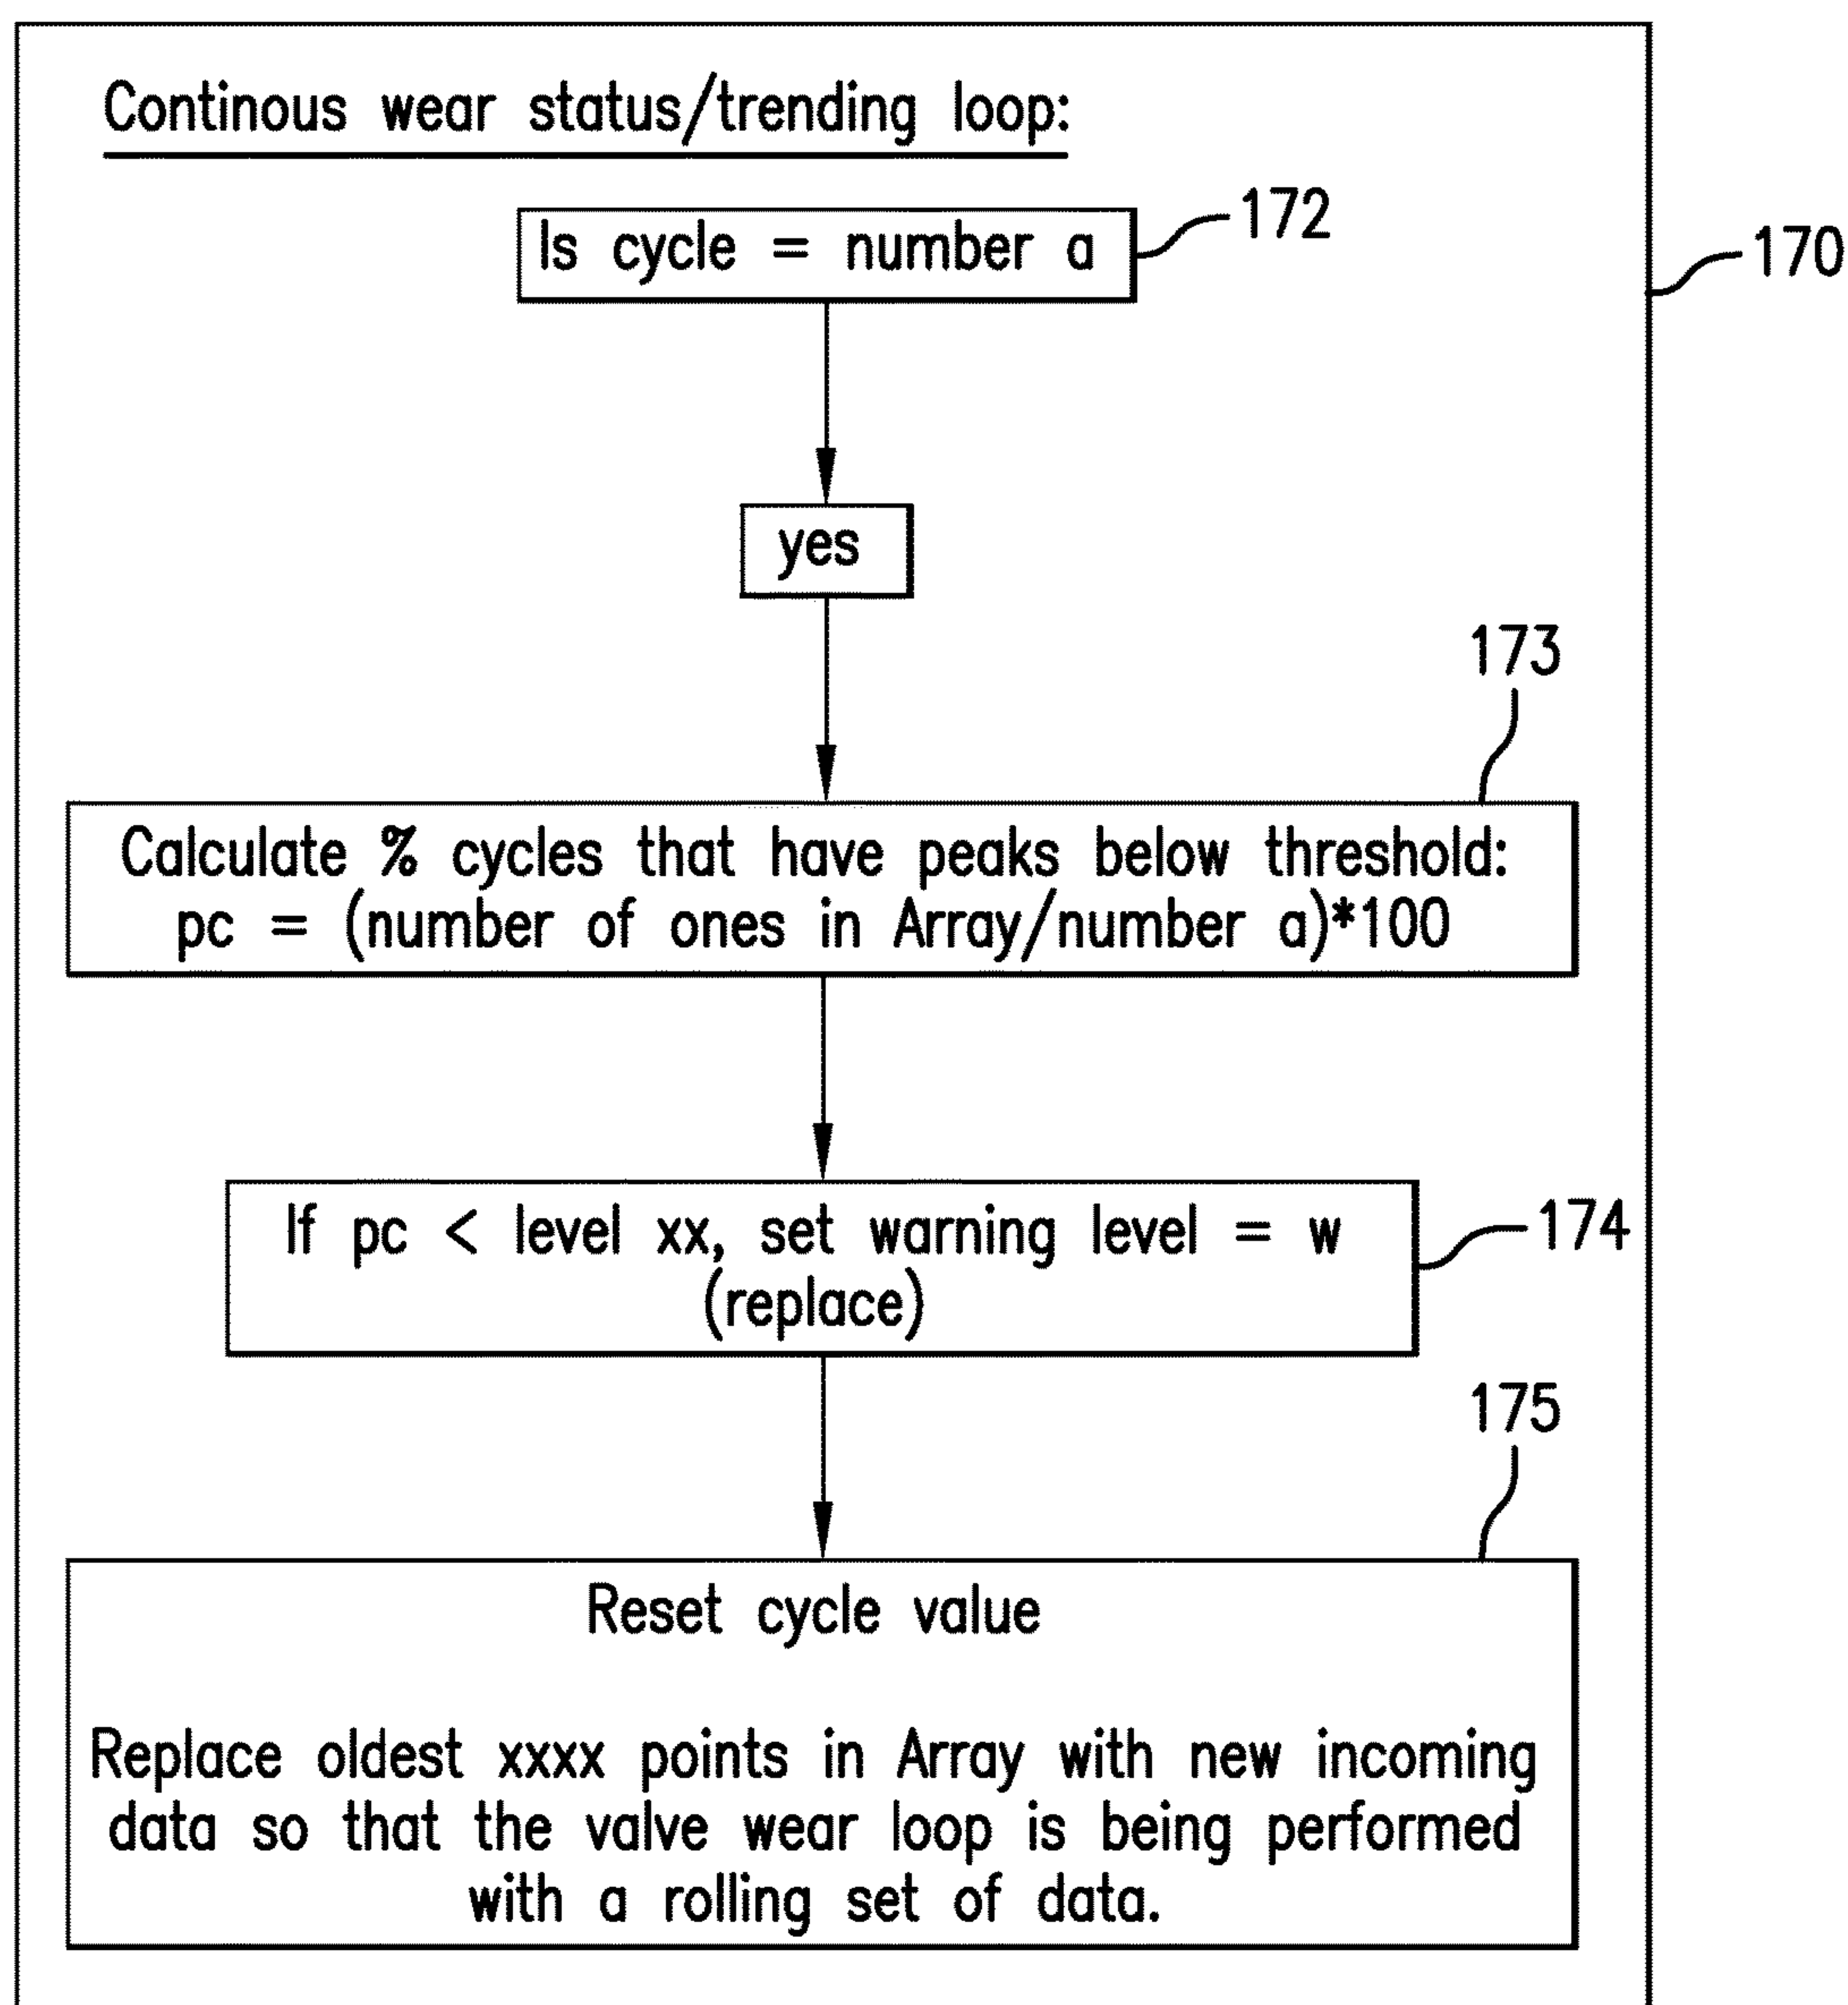 Continous wear status/trending loop:
Is cycle = number a
172
170
yes
173
Calculate % cycles that have peaks below threshold:
pc = (number of ones in Array/number a)*100
If pc < level xx, set warning level = w
(replace)
174
175
Reset cycle value
Replace oldest xxxx points in Array with new incoming
data so that the valve wear loop is being performed
with a rolling set of data.